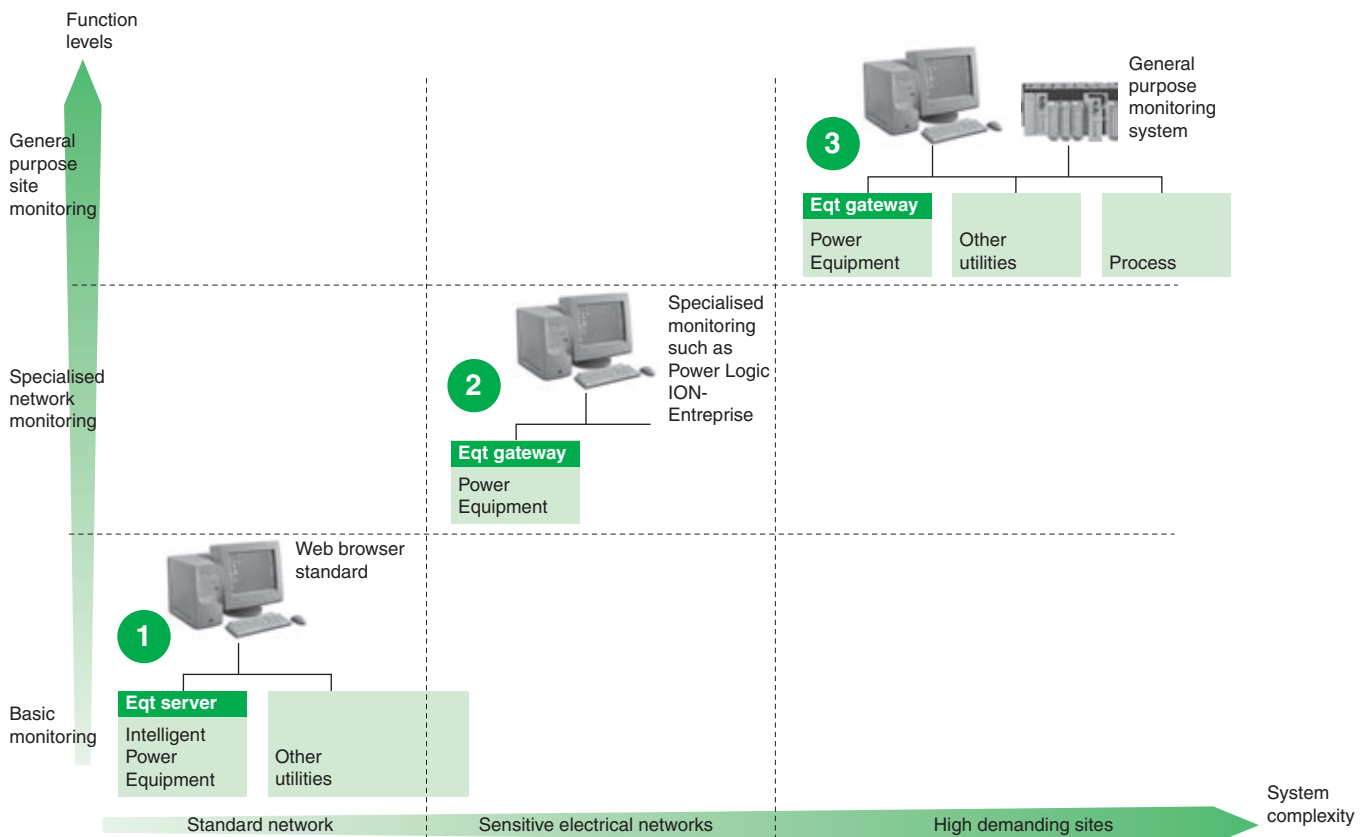 Function
levels
General
purpose
site
monitoring
3
General
purpose
monitoring
system
Eqt gateway
Power
Equipment
Other
utilities
Process
Specialised
network
monitoring
2
Specialised
monitoring
such as
Power Logic
ION-
Entreprise
Eqt gateway
Power
Equipment
1
Web browser
standard
Basic
monitoring
Eqt server
Intelligent
Power
Equipment
Other
utilities
Standard network
Sensitive electrical networks
High demanding sites
System
complexity